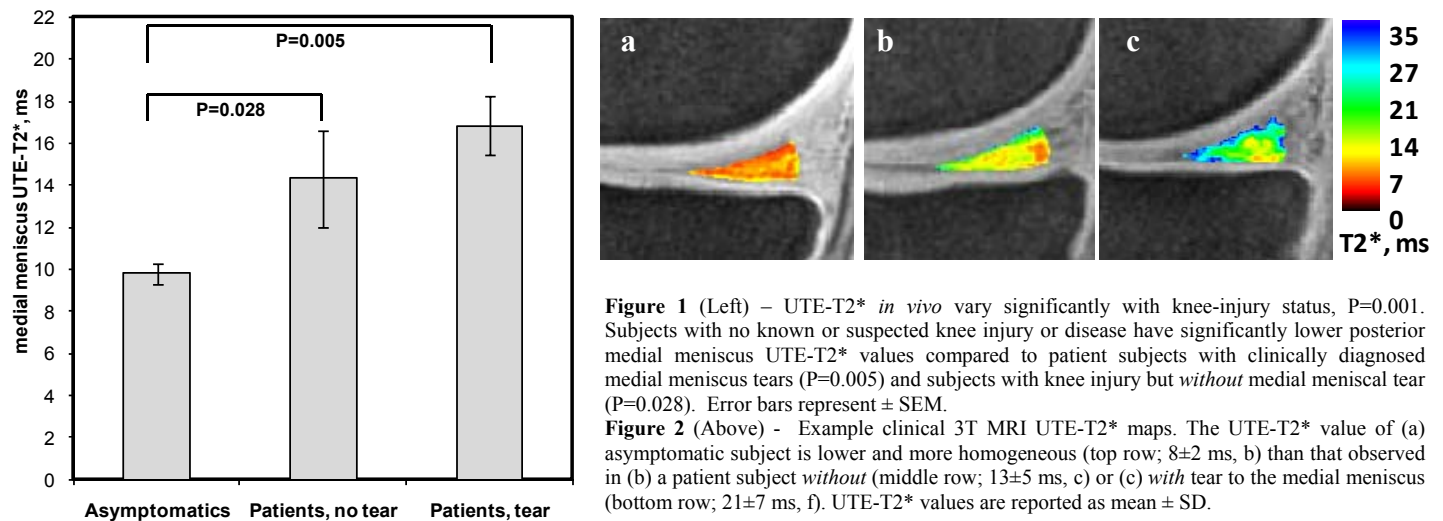 22
20
18
16
14
12
10
8
6
4
2
0
medial meniscus UTE-T2*, ms
P=0.005
P=0.028
Asymptomatics
Patients, no tear
Patients, tear
a
b
c
35
27
21
14
7
0
T2*, ms
Figure 1 (Left) – UTE-T2* in vivo vary significantly with knee-injury status, P=0.001.
Subjects with no known or suspected knee injury or disease have significantly lower posterior
medial meniscus UTE-T2* values compared to patient subjects with clinically diagnosed
medial meniscus tears (P=0.005) and subjects with knee injury but without medial meniscal tear
(P=0.028). Error bars represent ± SEM.
Figure 2 (Above) - Example clinical 3T MRI UTE-T2* maps. The UTE-T2* value of (a)
asymptomatic subject is lower and more homogeneous (top row; 8±2 ms, b) than that observed
in (b) a patient subject without (middle row; 13±5 ms, c) or (c) with tear to the medial meniscus
(bottom row; 21±7 ms, f). UTE-T2* values are reported as mean ± SD.